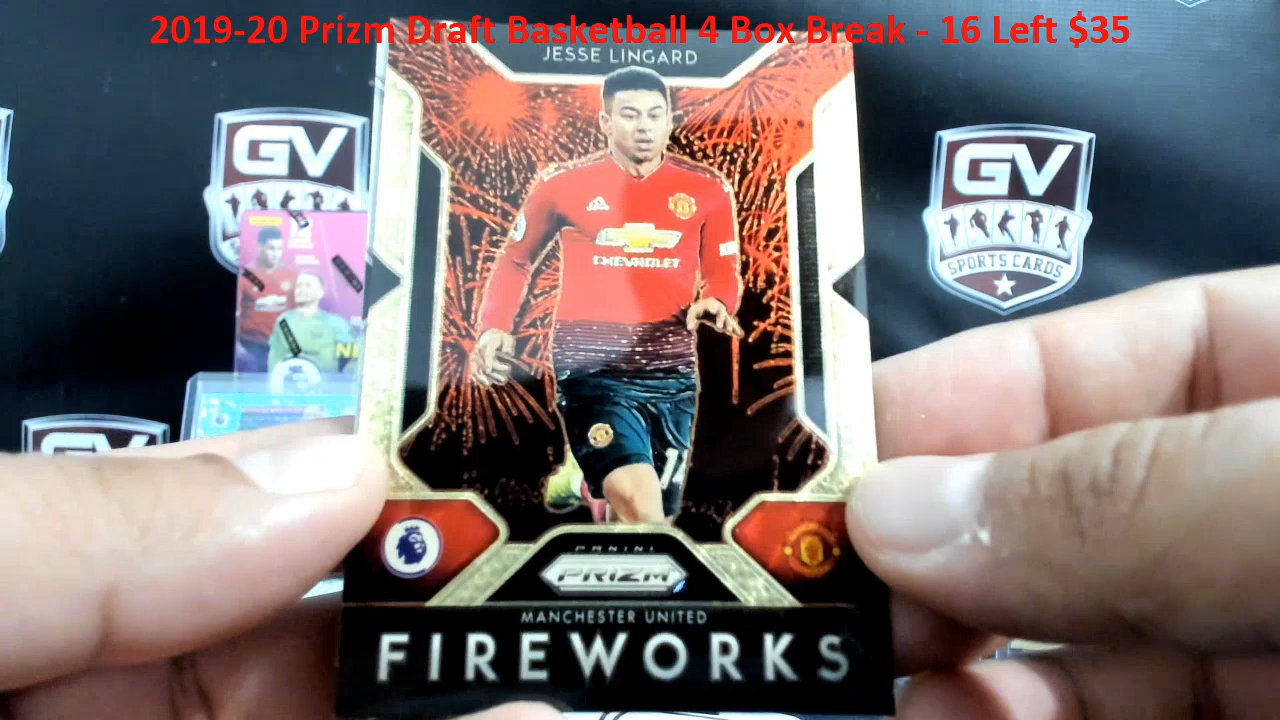 2019-20 Prizm Draft Basketball 4 Box Break - 16 Left $35
JESSE LINGARD
GV
SPORTS CARDS
GV
GV
CHEVROLET
PANINI
PRIZM
MANCHESTER UNITED
FIREWORKS